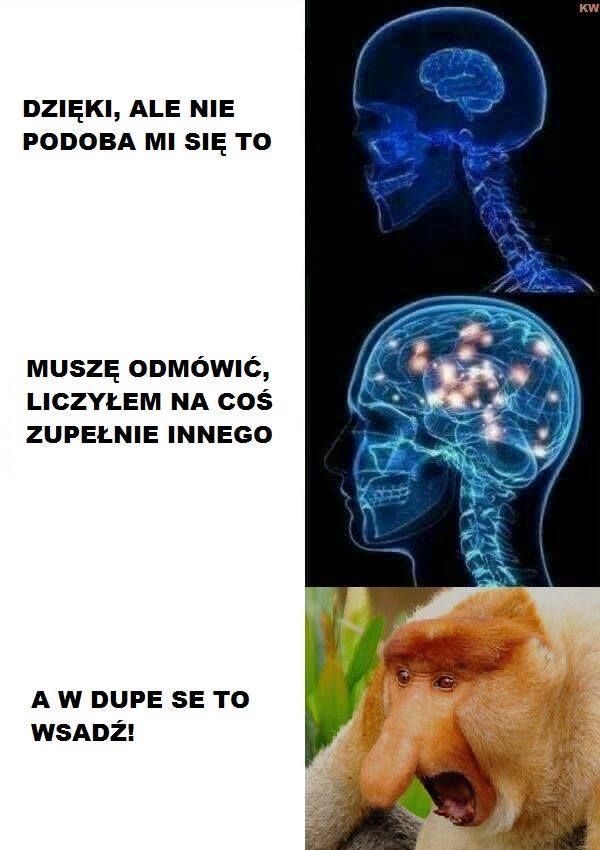 KW
DZIĘKI, ALE NIE
PODOBA MI SIĘ TO
MUSZĘ ODMÓWIĆ,
LICZYŁEM NA COŚ
ZUPEŁNIE INNEGO
A W DUPE SE TO
WSADŹ!